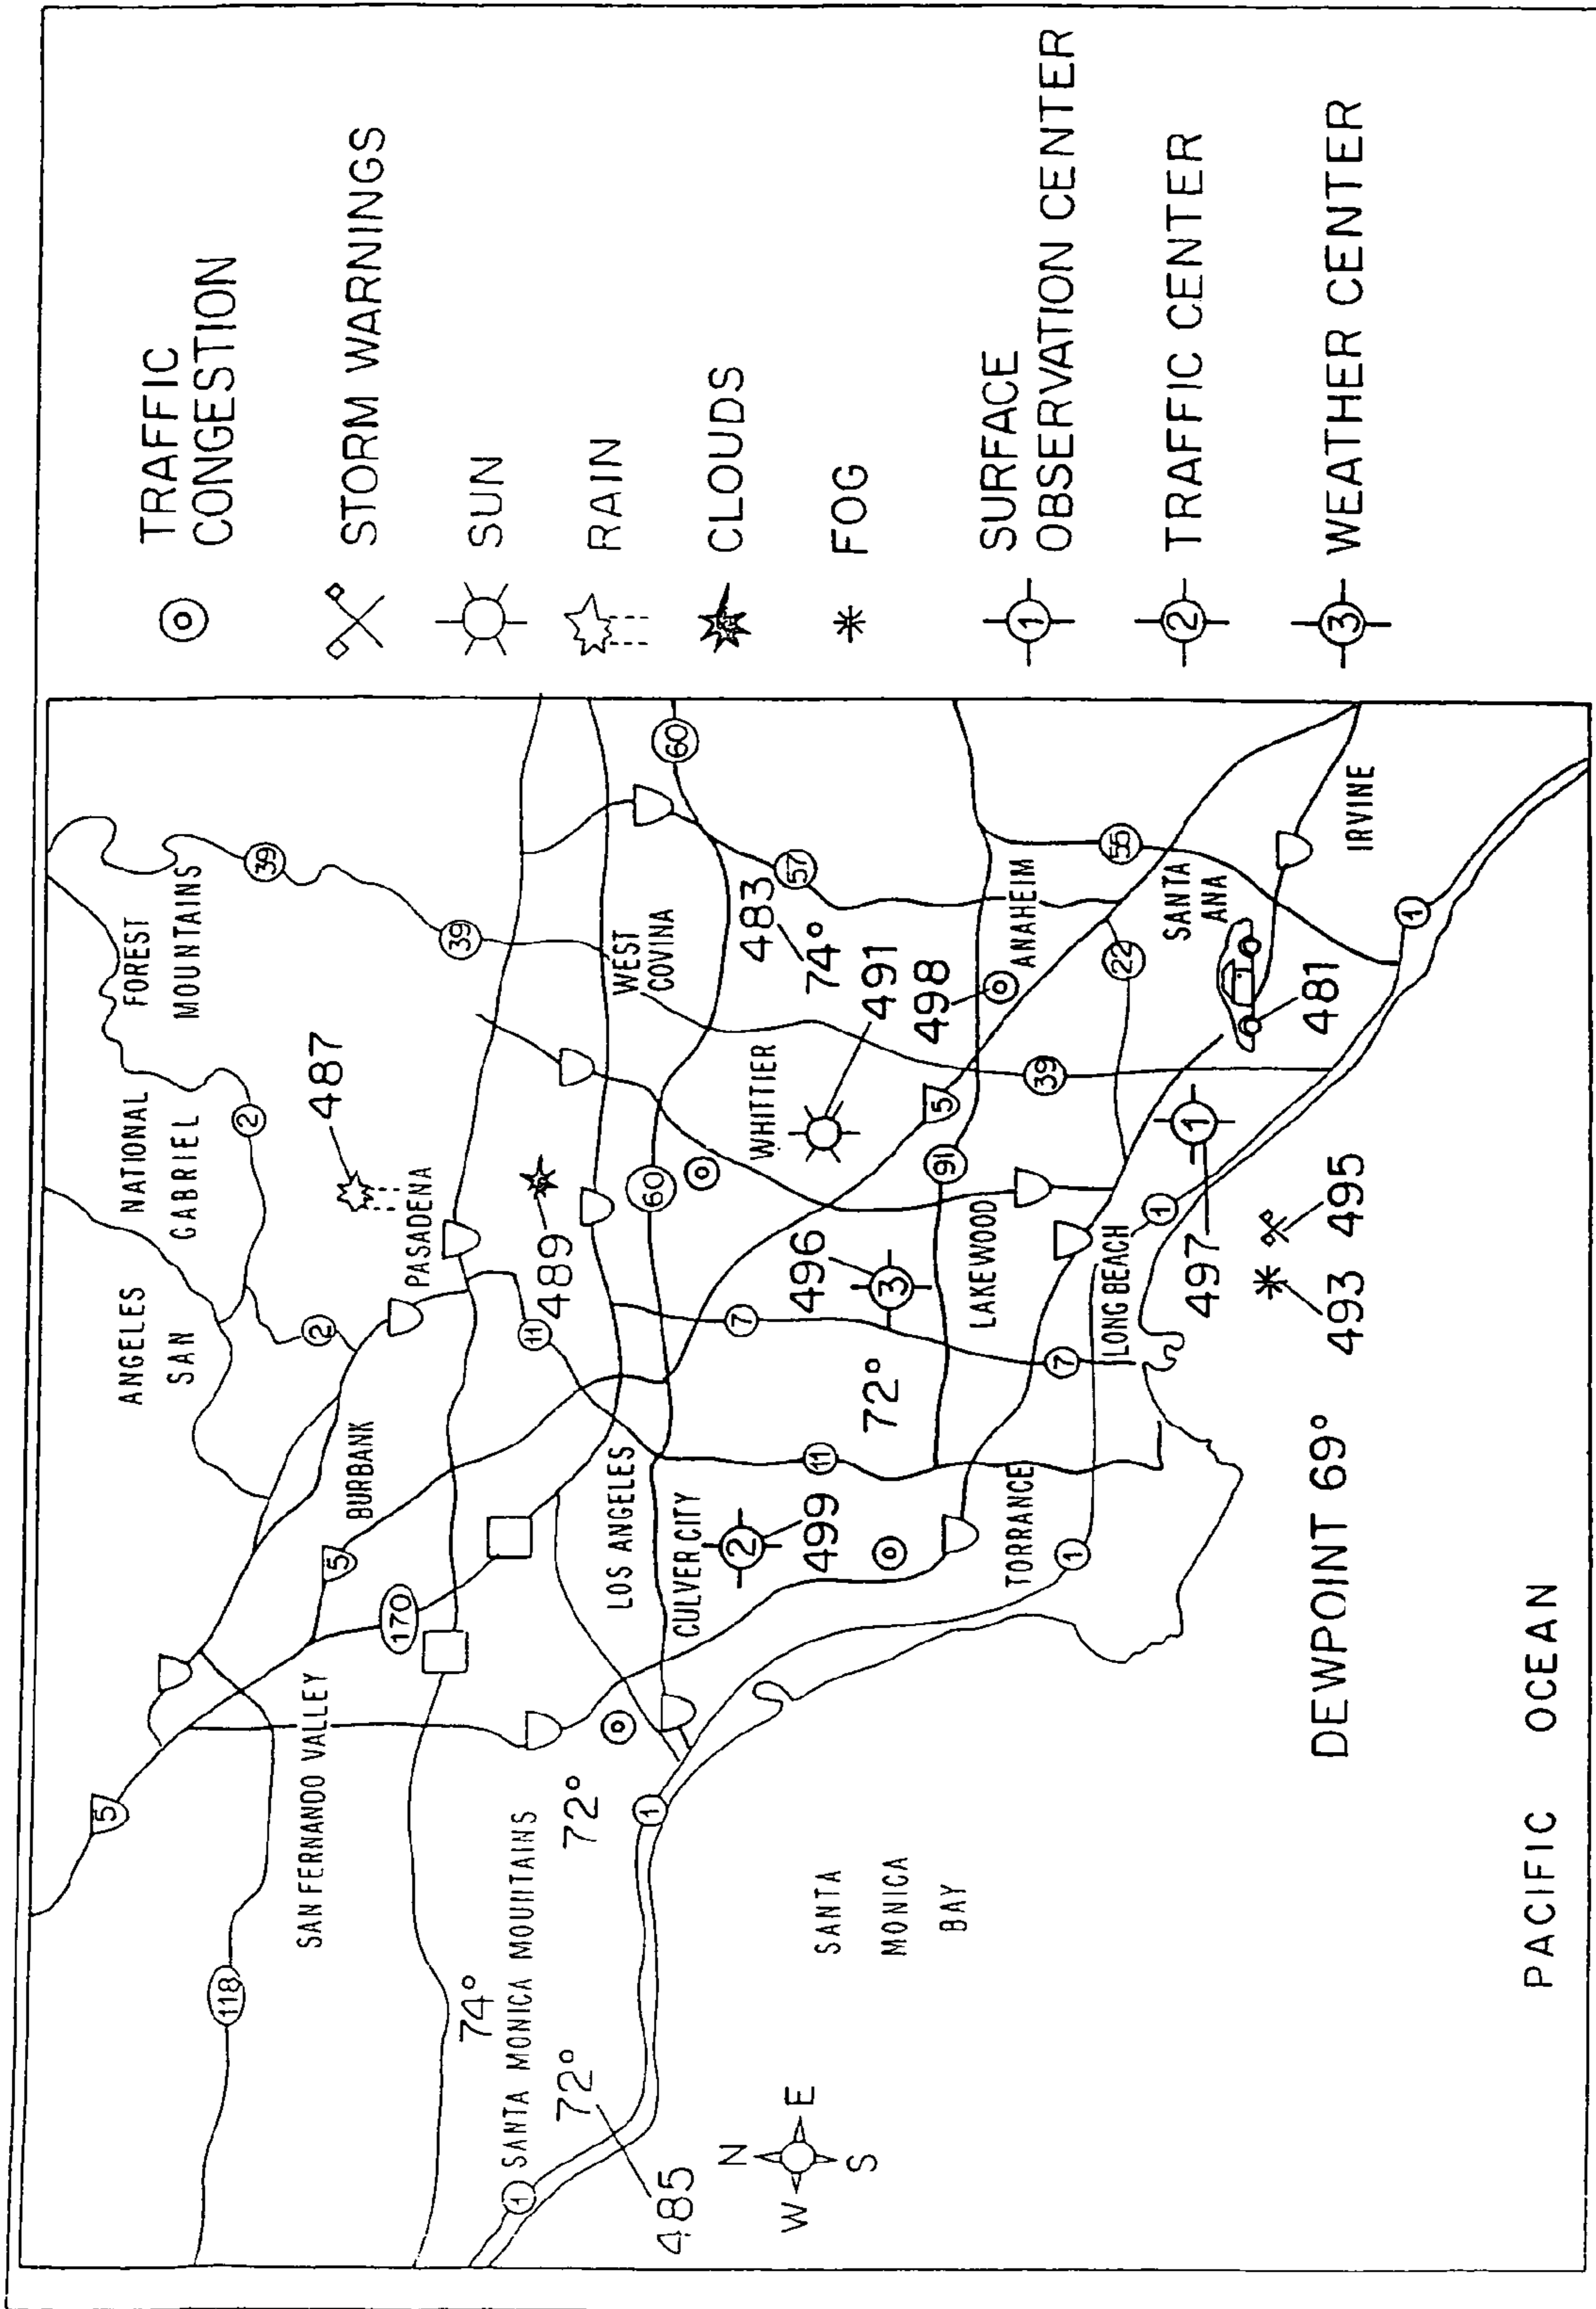 TRAFFIC
CONGESTION
STORM WARNINGS
SUN
RAIN
CLOUDS
FOG
1 SURFACE
OBSERVATION CENTER
2 TRAFFIC CENTER
3 WEATHER CENTER
ANGELES NATIONAL FOREST
SAN GABRIEL MOUNTAINS
5
118
2
2
39
39
487
SAN FERNANDO VALLEY
5
BURBANK
170
PASADENA
74°
SANTA MONICA MOUNTAINS
1
72°
485
72°
1
11
489
LOS ANGELES
CULVER CITY
60
60
WEST
COVINA
2
499
11
7
WHITTIER
483
74°
57
491
498
496
3
72°
5
91
LAKEWOOD
ANAHEIM
39
22
55
SANTA
ANA
TORRANCE
1
7
LONG BEACH
1
1
497
481
IRVINE
1
493 495
SANTA
MONICA
BAY
N
W E
S
DEWPOINT 69°
PACIFIC OCEAN